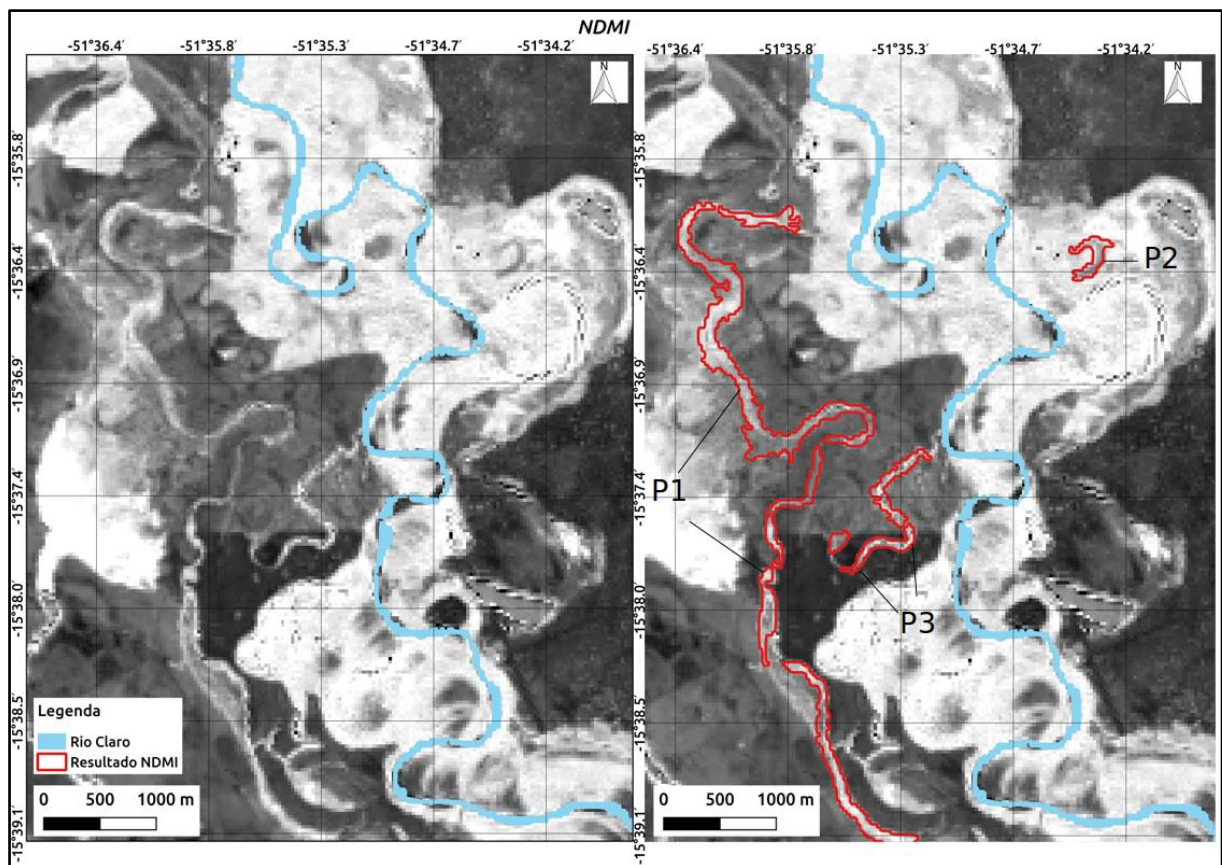 NDMI
-51°36.4′ -51°35.8′ -51°35.3′ -51°34.7′ -51°34.2′
-51°36.4′ -51°35.8′ -51°35.3′ -51°34.7′ -51°34.2′
N
N
-15°35.8′
-15°36.4′
-15°36.9′
-15°37.4′
-15°38.0′
-15°38.5′
-15°39.1′
Legenda
Rio Claro
Resultado NDMI
0 500 1000 m
-15°35.8′
-15°36.4′
-15°36.9′
-15°37.4′
-15°38.0′
-15°38.5′
-15°39.1′
P2
P1
P3
0 500 1000 m